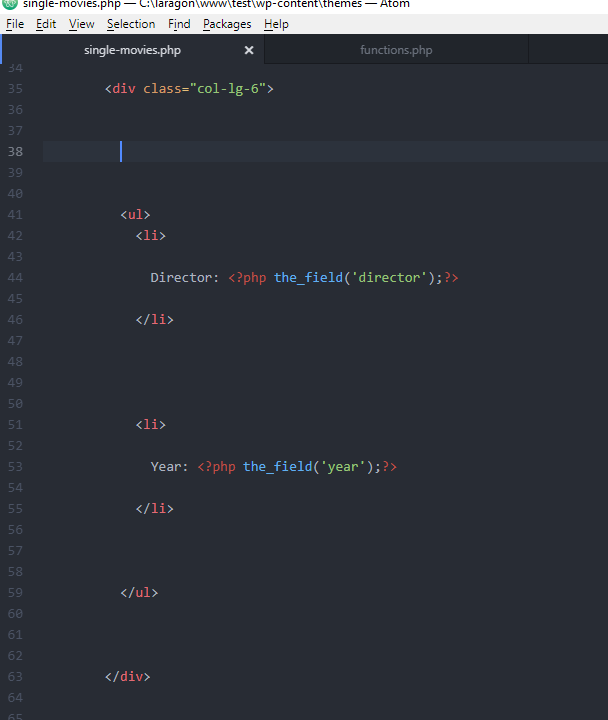 single-movies.php — C:\laragon\www\test\wp-content\themes — Atom
File Edit View Selection Find Packages Help
single-movies.php × functions.php
34
35 <div class="col-lg-6">
36
37
38
39
40
41 <ul>
42 <li>
43
44 Director: <?php the_field('director');?>
45
46 </li>
47
48
49
50
51 <li>
52
53 Year: <?php the_field('year');?>
54
55 </li>
56
57
58
59 </ul>
60
61
62
63 </div>
64
65